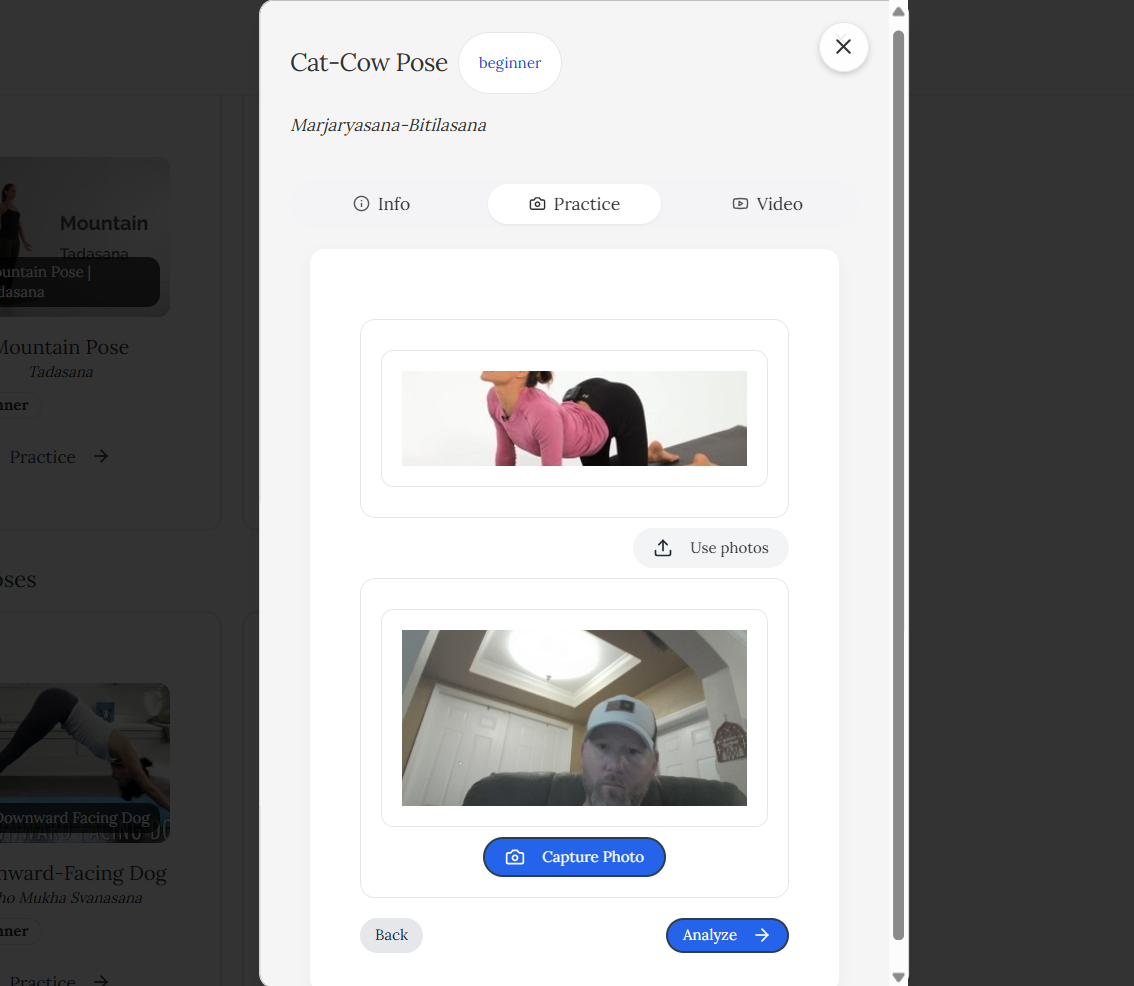 Cat-Cow Pose
beginner
Marjaryasana-Bitilasana
Info
Practice
Video
Mountain
Tadasana
ountain Pose |
dasana
Mountain Pose
Tadasana
nner
Practice
oses
Use photos
Downward Facing Dog
nward-Facing Dog
ho Mukha Svanasana
nner
Practice
Capture Photo
Back
Analyze